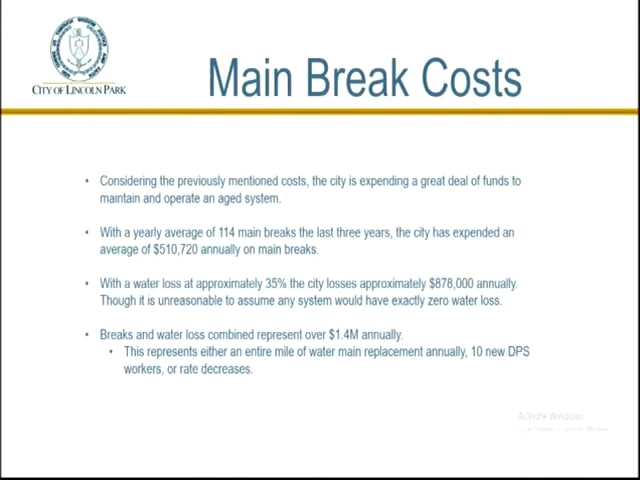 CITY OF LINCOLN PARK
Main Break Costs
• Considering the previously mentioned costs, the city is expending a great deal of funds to
maintain and operate an aged system.
• With a yearly average of 114 main breaks the last three years, the city has expended an
average of $510,720 annually on main breaks.
• With a water loss at approximately 35% the city losses approximately $878,000 annually.
Though it is unreasonable to assume any system would have exactly zero water loss.
• Breaks and water loss combined represent over $1.4M annually.
• This represents either an entire mile of water main replacement annually, 10 new DPS
workers, or rate decreases.
Activate Windows